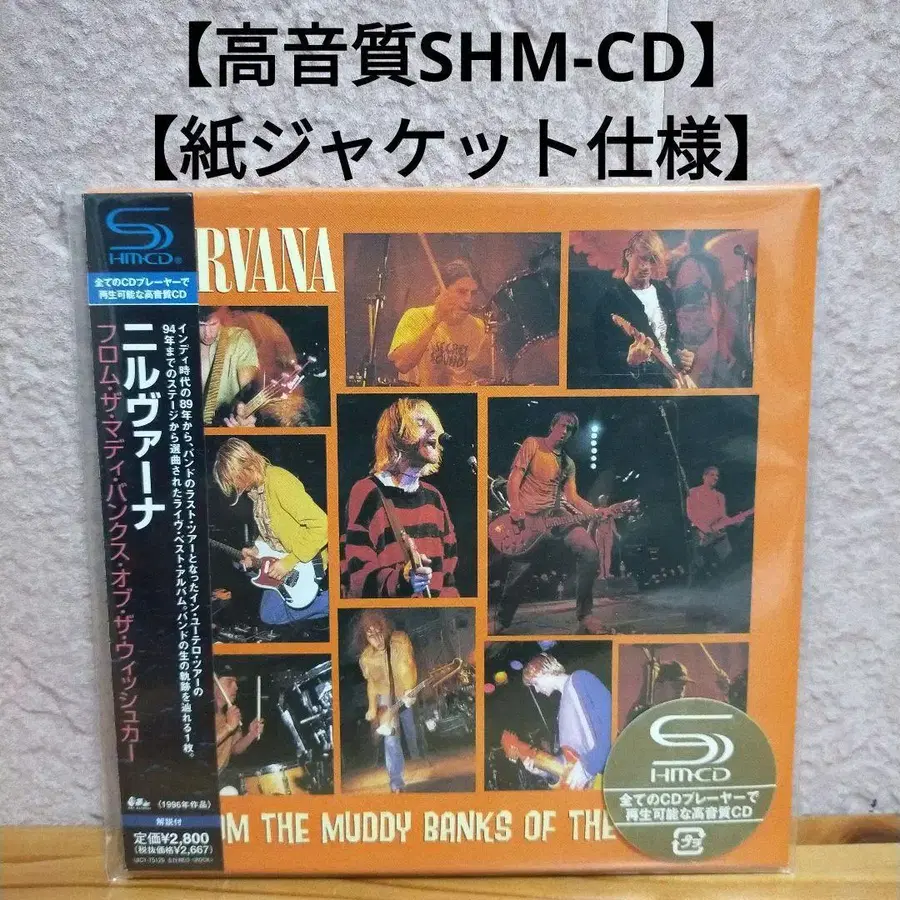 【高音質SHM-CD】
【紙ジャケット仕様】
SHM-CD®
全てのCDプレーヤーで
再生可能な高音質CD
ニルヴァーナ
フロム・ザ・マディ・バンクス・オブ・ザ・ウィッシュカー
インディ時代の89年から、バンドのラスト・ツアーとなったイン・ユーテロ・ツアーの
94年までのステージから選曲されたライヴ・ベスト・アルバム。バンドの生の軌跡を辿れる1枚。
(1996年作品)
解説付
定価¥2,800
(税抜価格¥2,667)
RVANA
OM THE MUDDY BANKS OF THE
SHM-CD
全てのCDプレーヤーで
再生可能な高音質CD
プラ